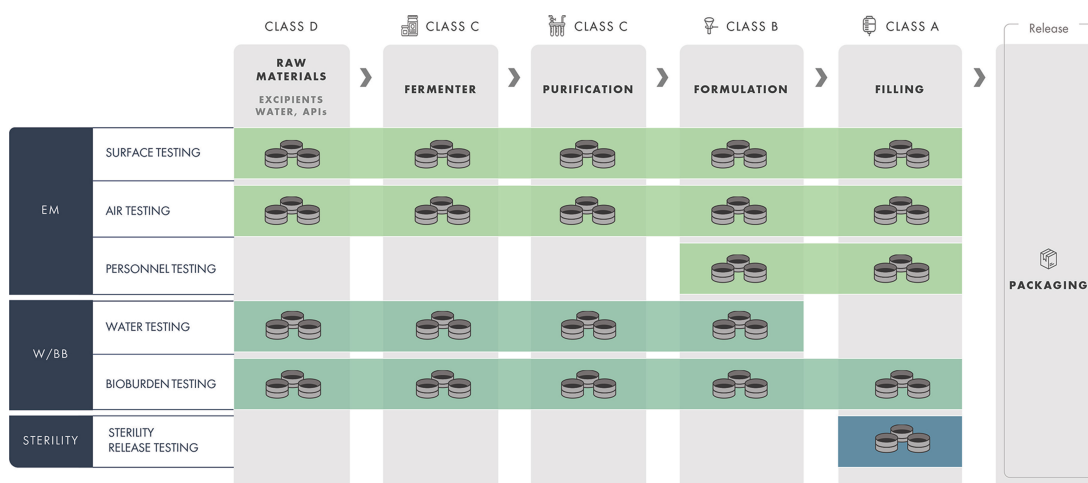 CLASS D
CLASS C
CLASS C
CLASS B
CLASS A
Release
RAW
MATERIALS
EXCIPIENTS
WATER, APIs
FERMENTER
PURIFICATION
FORMULATION
FILLING
EM
SURFACE TESTING
AIR TESTING
PERSONNEL TESTING
PACKAGING
W/BB
WATER TESTING
BIOBURDEN TESTING
STERILITY
STERILITY
RELEASE TESTING